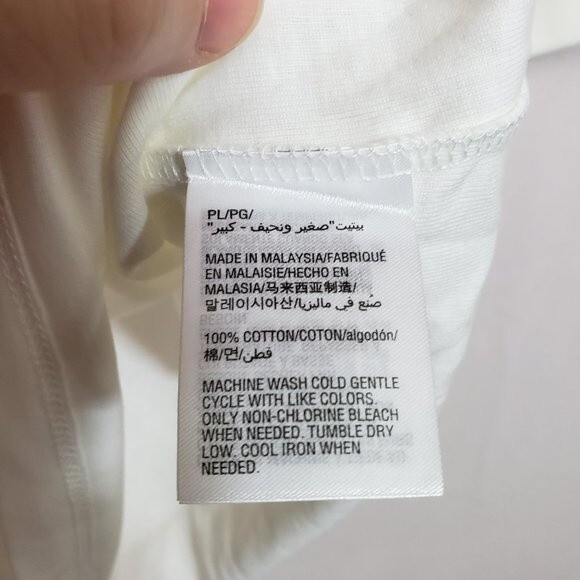 PL/PG/
بيتيت"صغير ونحيف - كبير"
MADE IN MALAYSIA/FABRIQUÉ
EN MALAISIE/HECHO EN
MALASIA/马来西亚制造/
말레이시아산/صُنع في ماليزيا
100% COTTON/COTON/algodón/
棉/면/قطن
MACHINE WASH COLD GENTLE
CYCLE WITH LIKE COLORS.
ONLY NON-CHLORINE BLEACH
WHEN NEEDED. TUMBLE DRY
LOW. COOL IRON WHEN
NEEDED.